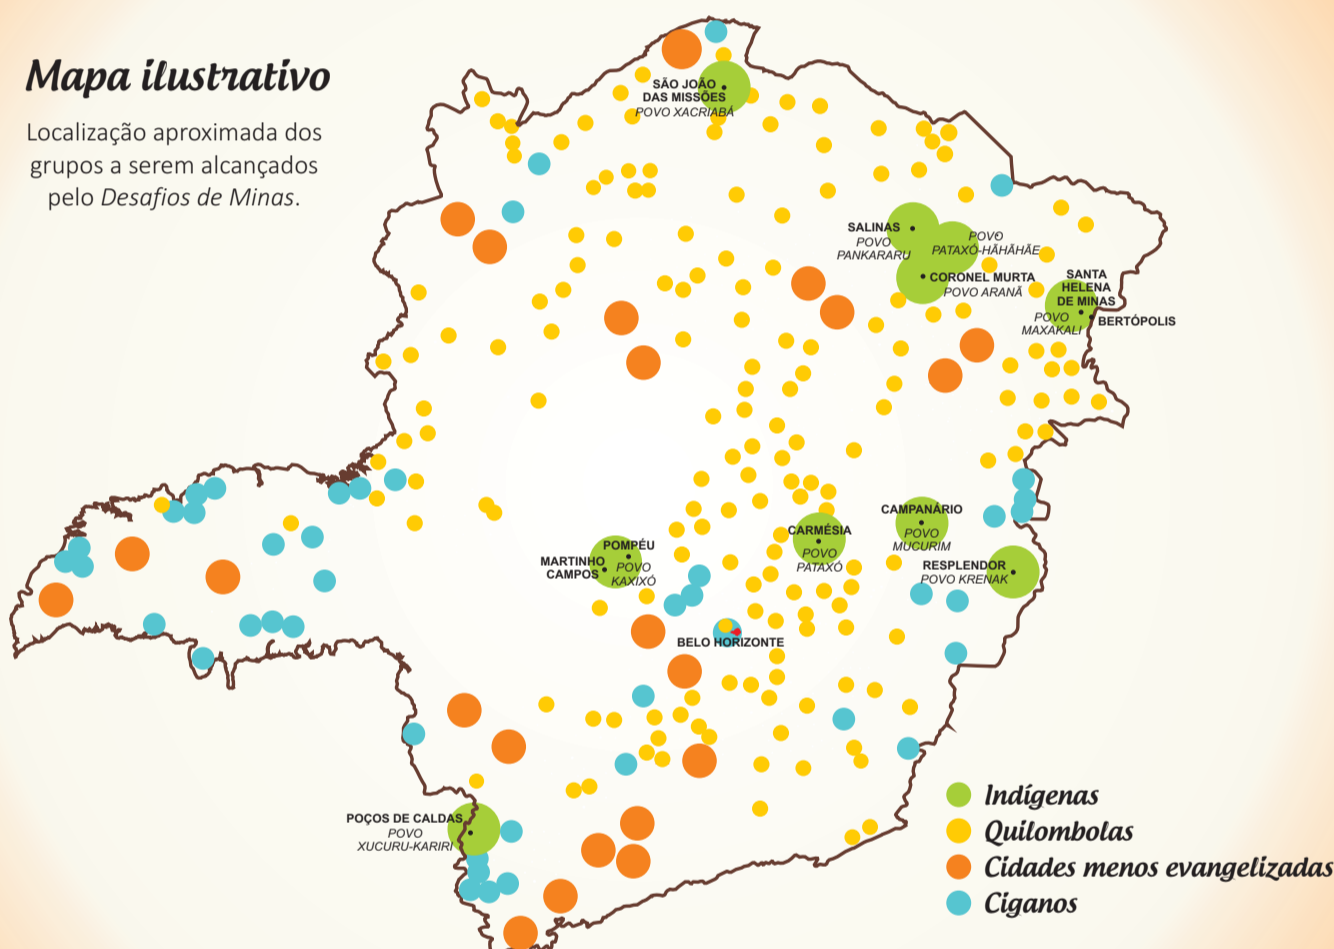 Mapa ilustrativo
Localização aproximada dos
grupos a serem alcançados
pelo Desafios de Minas.
SÃO JOÃO
DAS MISSÕES
POVO XACRIABÁ
SALINAS
POVO
PANKARARU
POVO
PATAXÓ-HÃHÃHÃE
CORONEL MURTA
POVO ARANÃ
SANTA
HELENA
DE MINAS
POVO
MAXAKALI
BERTÓPOLIS
CAMPANÁRIO
POVO
MUCURIM
CARMÉSIA
POVO
PATAXÓ
POMPÉU
MARTINHO
CAMPOS
POVO
KAXIXÓ
RESPLENDOR
POVO KRENAK
BELO HORIZONTE
POÇOS DE CALDAS
POVO
XUCURU-KARIRI
Indígenas
Quilombolas
Cidades menos evangelizadas
Ciganos